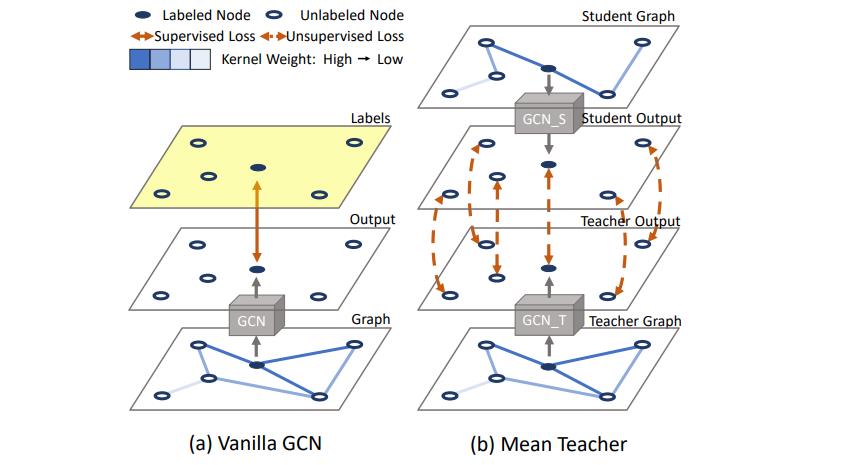 Labeled Node Unlabeled Node
Supervised Loss Unsupervised Loss
Kernel Weight: High → Low
Labels
Output
GCN
Graph
(a) Vanilla GCN
Student Graph
GCN_S
Student Output
Teacher Output
GCN_T
Teacher Graph
(b) Mean Teacher